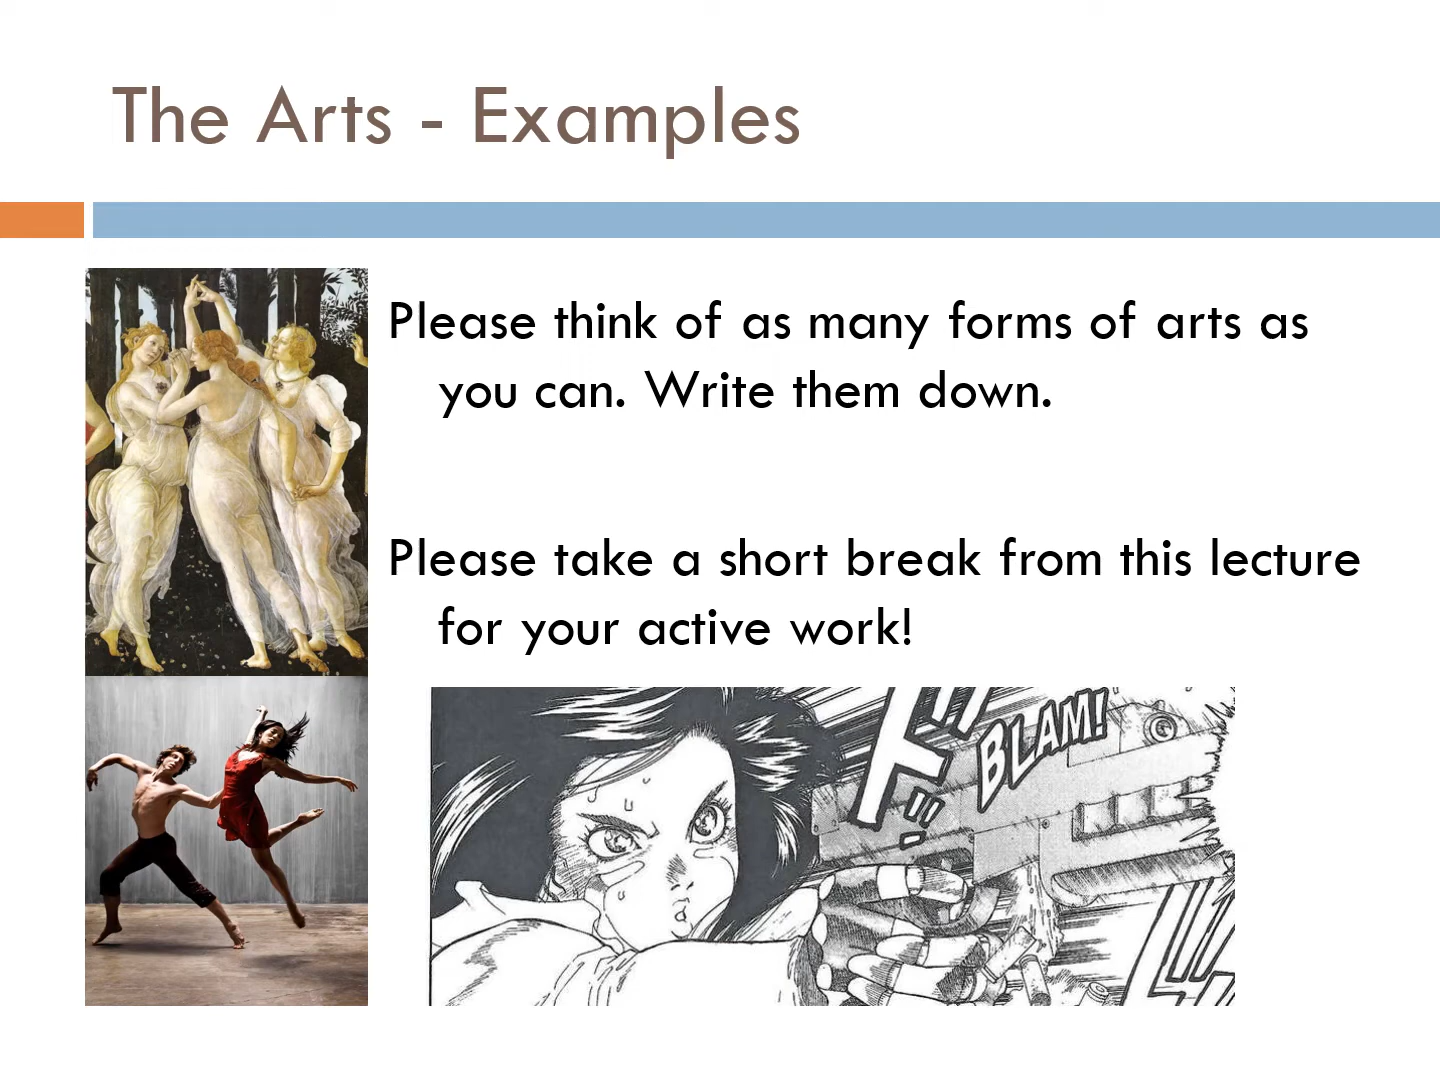 The Arts - Examples
Please think of as many forms of arts as
you can. Write them down.
Please take a short break from this lecture
for your active work!
BLAM!